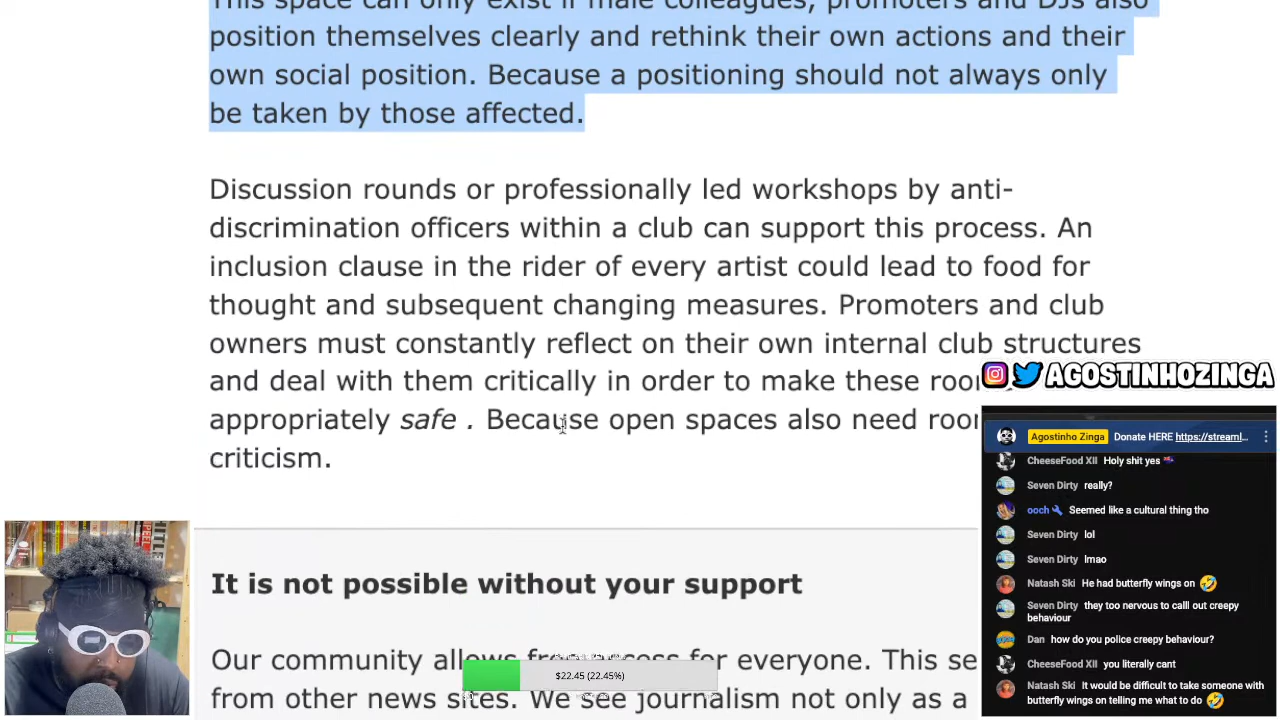 This space can only exist if male colleagues, promoters and DJs also
position themselves clearly and rethink their own actions and their
own social position. Because a positioning should not always only
be taken by those affected.
Discussion rounds or professionally led workshops by anti-
discrimination officers within a club can support this process. An
inclusion clause in the rider of every artist could lead to food for
thought and subsequent changing measures. Promoters and club
owners must constantly reflect on their own internal club structures
and deal with them critically in order to make these
appropriately safe . Because open spaces also need
criticism.
It is not possible without your support
Our community allows for everyone. This
from other news sites. We see journalism not only as a
$22.45 (22.45%)
AGOSTINHOZINGA
Agostinho Zinga Donate HERE https://streaml...
CheeseFood XII Holy shit yes
Seven Dirty really?
ooch Seemed like a cultural thing tho
Seven Dirty lol
Seven Dirty lmao
Natash Ski He had butterfly wings on 🤣
Seven Dirty they too nervous to calll out creepy
behaviour
Dan how do you police creepy behaviour?
CheeseFood XII you literally cant
Natash Ski It would be difficult to take someone with
butterfly wings on telling me what to do 🤣